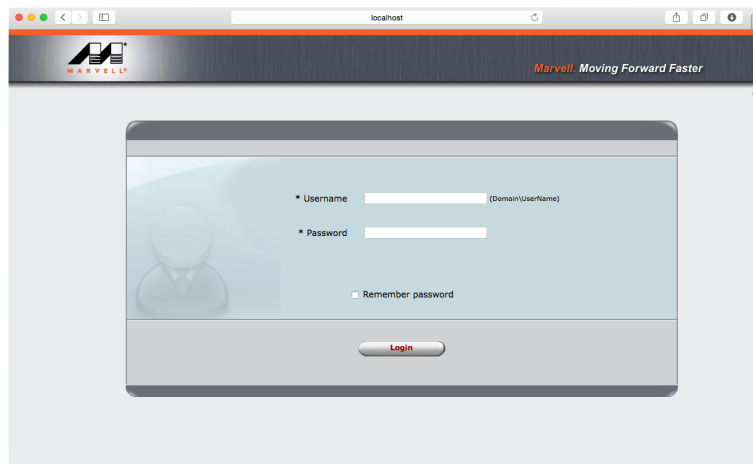 localhost
MARVELL®
Marvell. Moving Forward Faster
* Username
(Domain\UserName)
* Password
Remember password
Login